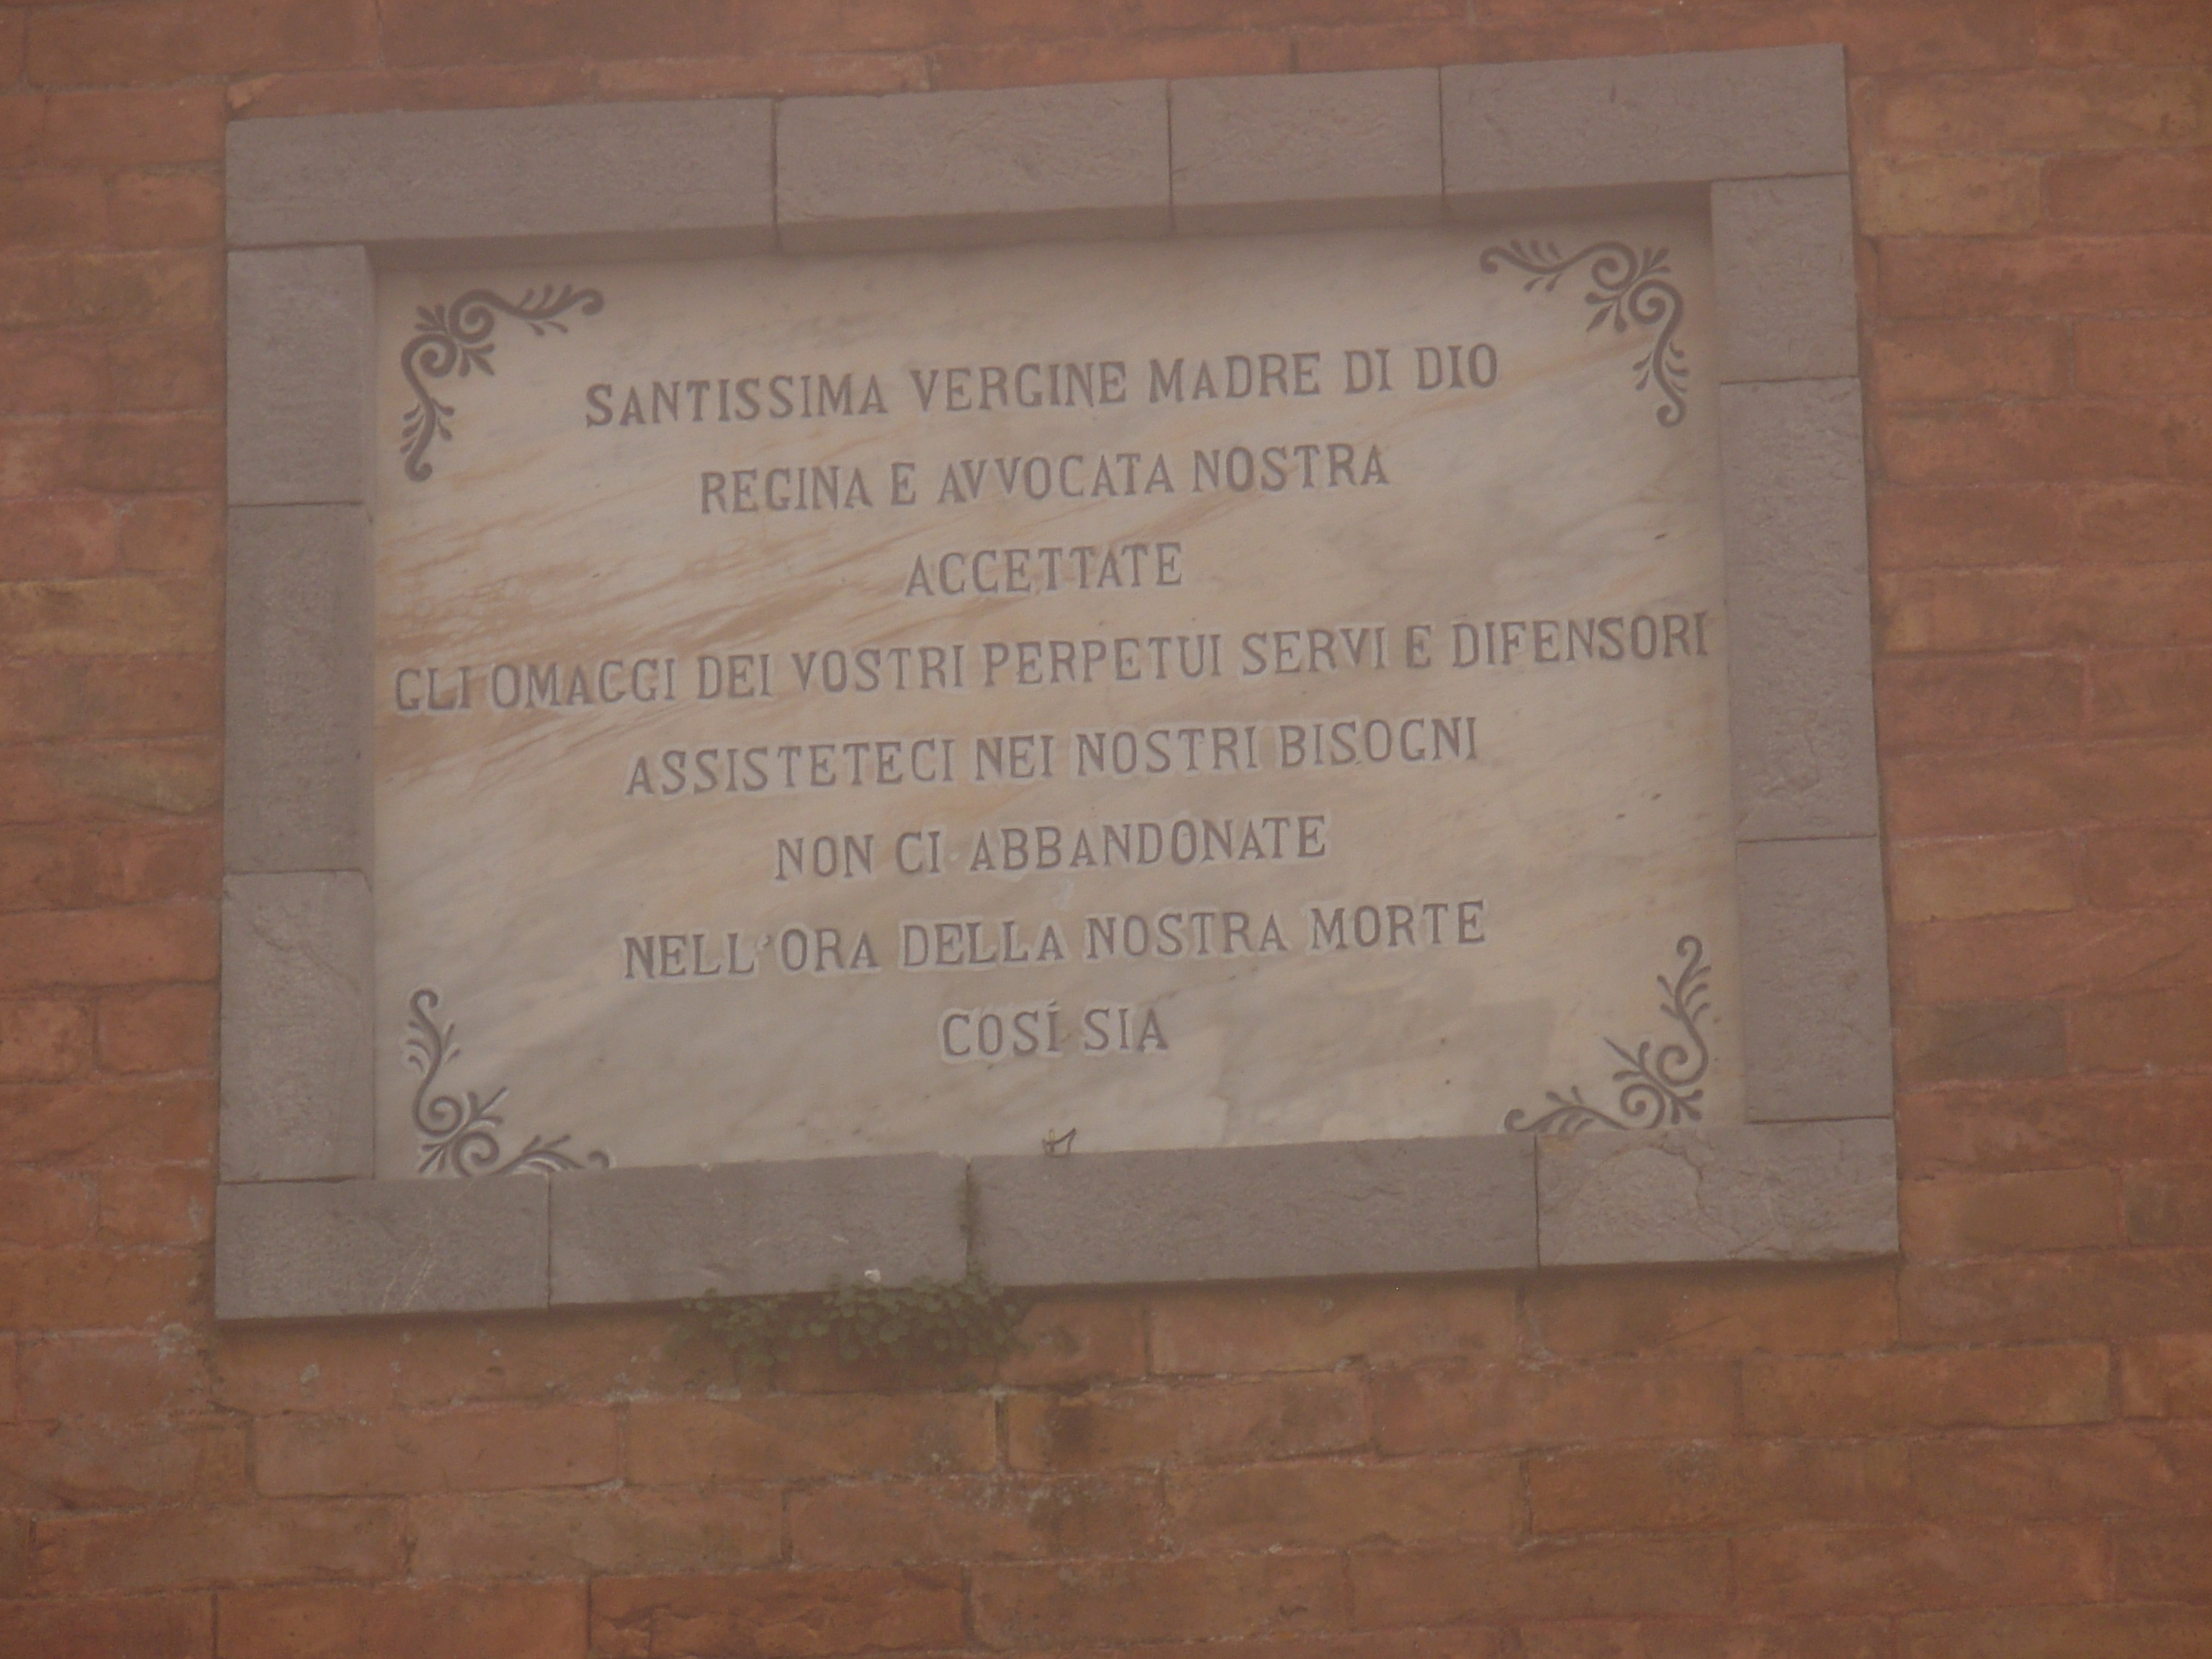 SANTISSIMA VERGINE MADRE DI DIO
REGINA E AVVOCATA NOSTRA
ACCETTATE
GLI OMAGGI DEI VOSTRI PERPETUI SERVI E DIFENSORI
ASSISTETECI NEI NOSTRI BISOGNI
NON CI ABBANDONATE
NELL'ORA DELLA NOSTRA MORTE
COSÍ SIA